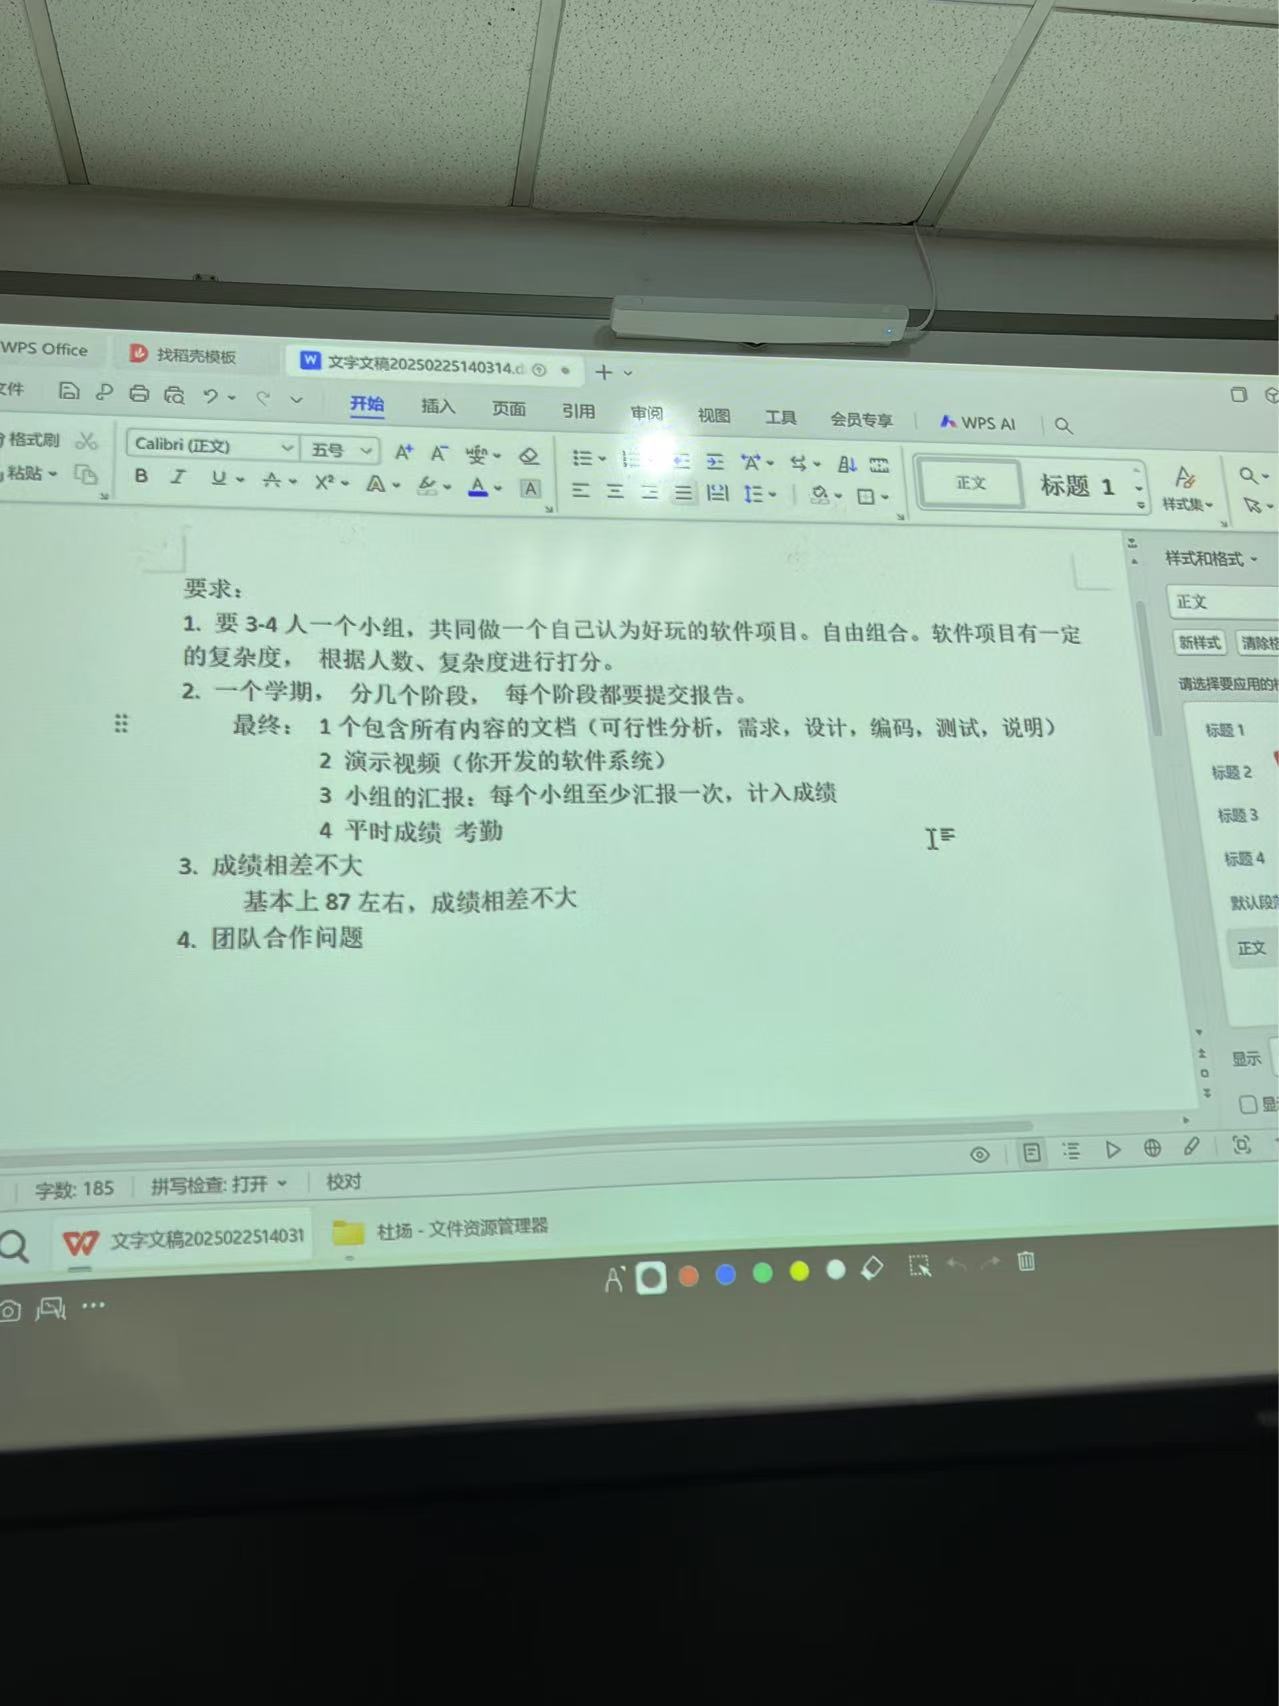 WPS Office
找稻壳模板
文字文稿20250225140314.d
文件
开始
插入
页面
引用
审阅
视图
工具
会员专享
WPS AI
格式刷
Calibri (正文)
五号
粘贴
正文
标题 1
样式集
样式和格式
正文
新样式
清除格
请选择要应用的格
标题 1
标题 2
标题 3
标题 4
默认段
正文
显示
要求：
1. 要 3-4 人一个小组，共同做一个自己认为好玩的软件项目。自由组合。软件项目有一定
的复杂度， 根据人数、复杂度进行打分。
2. 一个学期， 分几个阶段， 每个阶段都要提交报告。
最终： 1 个包含所有内容的文档（可行性分析，需求，设计，编码，测试，说明）
2 演示视频（你开发的软件系统）
3 小组的汇报：每个小组至少汇报一次，计入成绩
4 平时成绩 考勤
3. 成绩相差不大
基本上 87 左右，成绩相差不大
4. 团队合作问题
字数: 185
拼写检查: 打开
校对
文字文稿2025022514031
杜扬 - 文件资源管理器